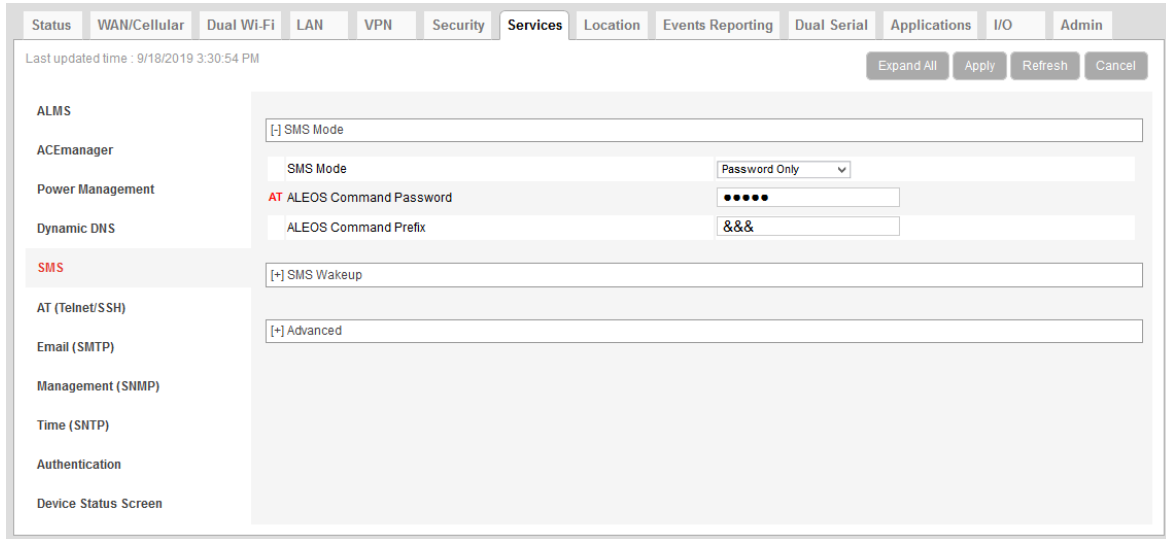 Status WAN/Cellular Dual Wi-Fi LAN VPN Security Services Location Events Reporting Dual Serial Applications I/O Admin
Last updated time : 9/18/2019 3:30:54 PM
Expand All Apply Refresh Cancel
ALMS
ACEmanager
Power Management
Dynamic DNS
SMS
AT (Telnet/SSH)
Email (SMTP)
Management (SNMP)
Time (SNTP)
Authentication
Device Status Screen
[-] SMS Mode
SMS Mode Password Only
AT ALEOS Command Password •••••
ALEOS Command Prefix &&&
[+] SMS Wakeup
[+] Advanced